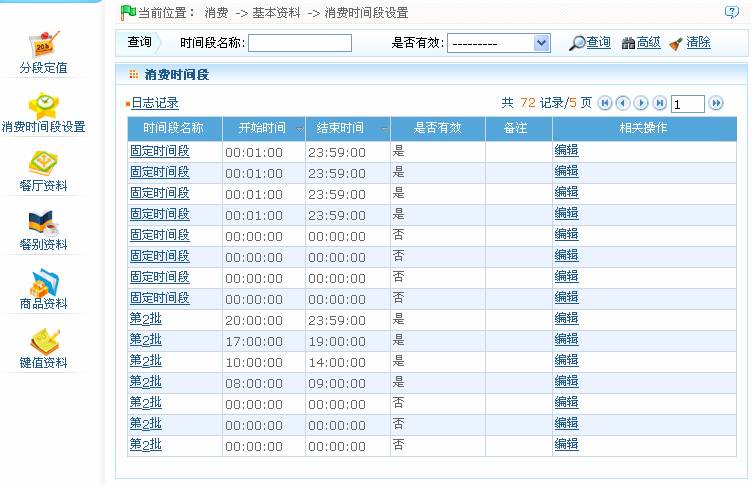 当前位置： 消费 -> 基本资料 -> 消费时间段设置
查询 时间段名称: 是否有效: --------- 查询 高级 清除
分段定值
消费时间段设置
餐厅资料
餐别资料
商品资料
键值资料
消费时间段
日志记录 共 72 记录/5 页 1
时间段名称 开始时间 结束时间 是否有效 备注 相关操作
固定时间段 00:01:00 23:59:00 是 编辑
固定时间段 00:01:00 23:59:00 是 编辑
固定时间段 00:01:00 23:59:00 是 编辑
固定时间段 00:01:00 23:59:00 是 编辑
固定时间段 00:00:00 00:00:00 否 编辑
固定时间段 00:00:00 00:00:00 否 编辑
固定时间段 00:00:00 00:00:00 否 编辑
固定时间段 00:00:00 00:00:00 否 编辑
第2批 20:00:00 23:59:00 是 编辑
第2批 17:00:00 19:00:00 是 编辑
第2批 10:00:00 14:00:00 是 编辑
第2批 08:00:00 09:00:00 是 编辑
第2批 00:00:00 00:00:00 否 编辑
第2批 00:00:00 00:00:00 否 编辑
第2批 00:00:00 00:00:00 否 编辑